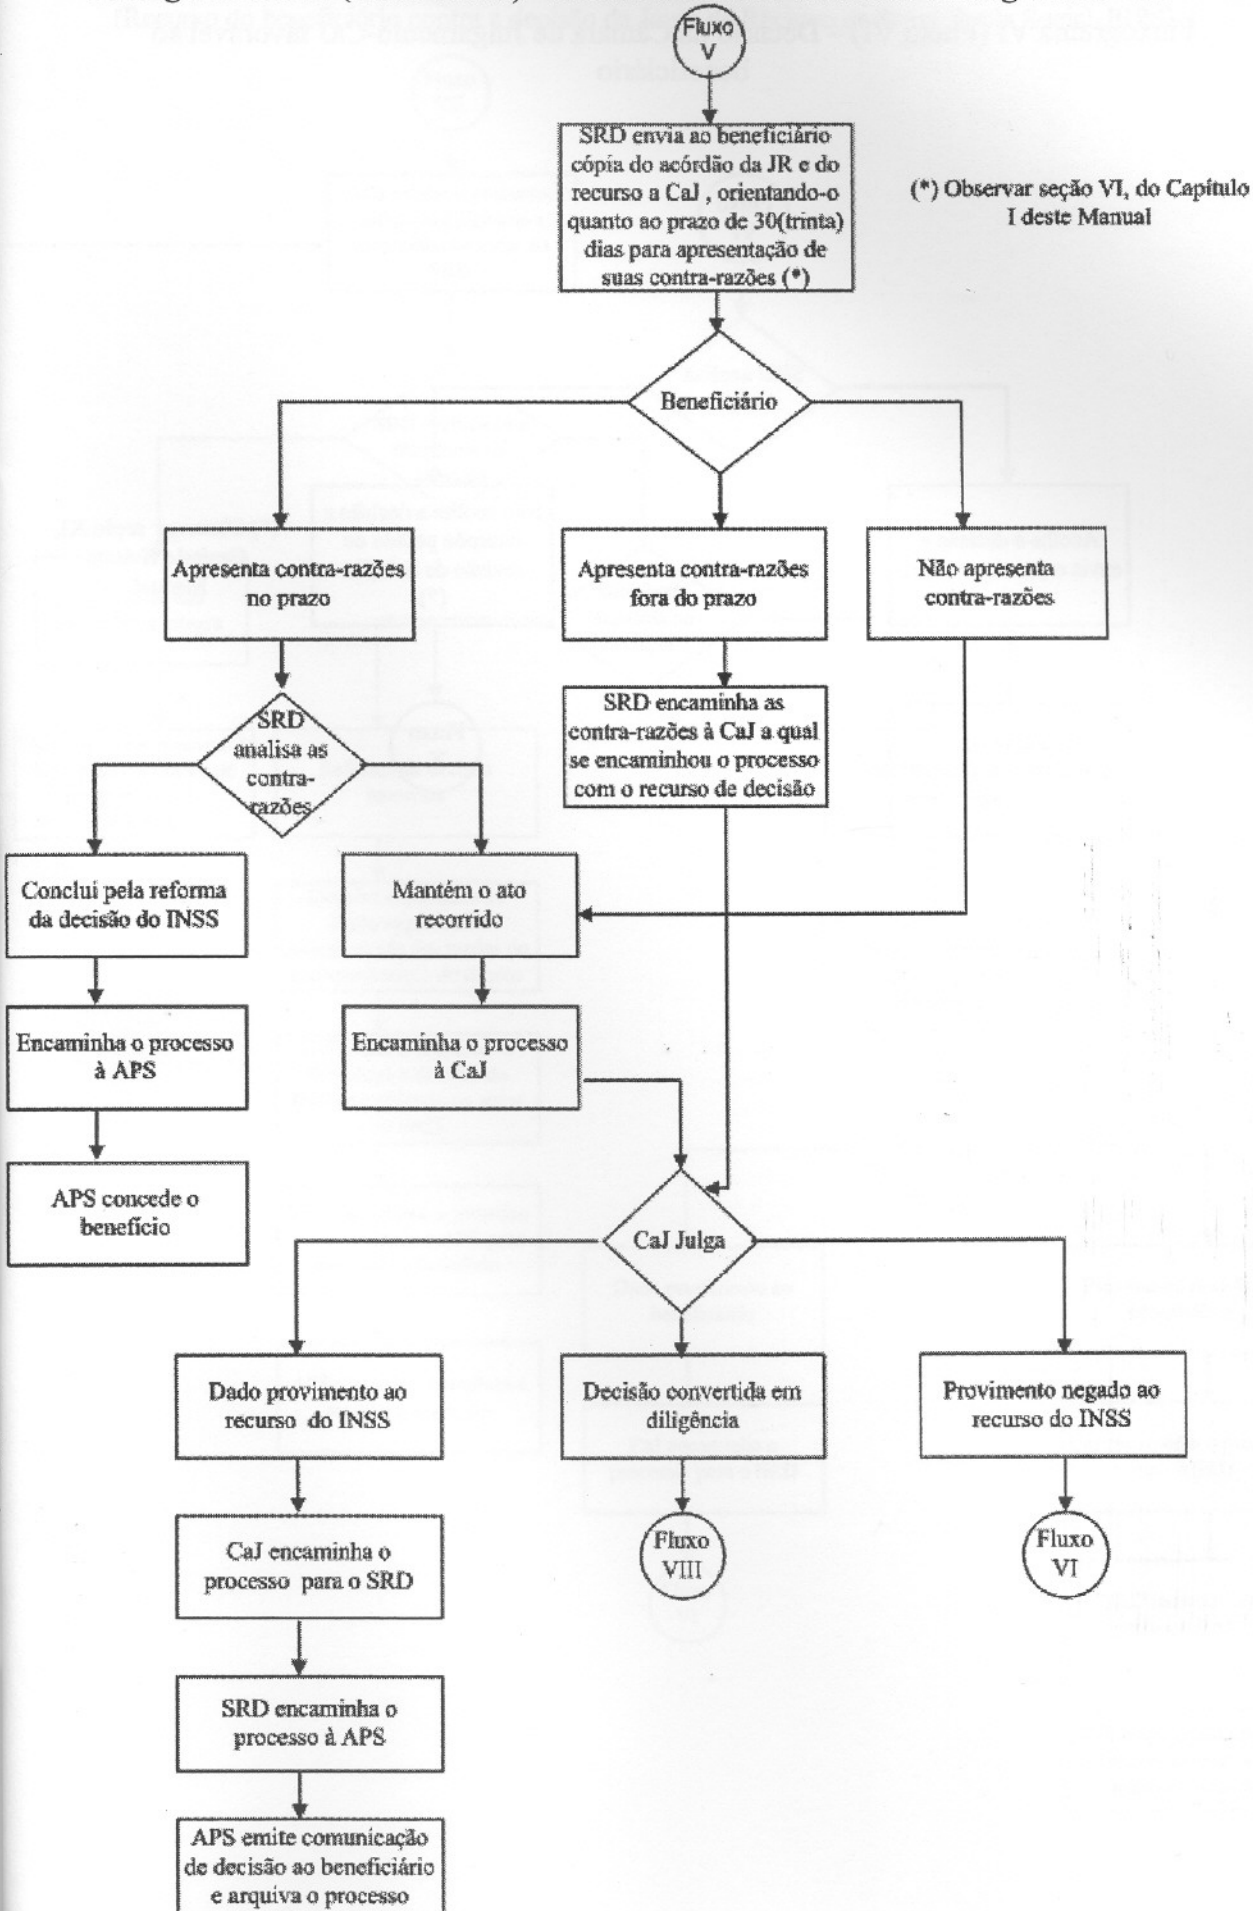 Fluxo
V
SRD envia ao beneficiário
cópia do acórdão da JR e do
recurso a CaJ , orientando-o
quanto ao prazo de 30(trinta)
dias para apresentação de
suas contra-razões (*)
(*) Observar seção VI, do Capítulo
I deste Manual
Beneficiário
Apresenta contra-razões
no prazo
Apresenta contra-razões
fora do prazo
Não apresenta
contra-razões
SRD
analisa as
contra-
razões
SRD encaminha as
contra-razões à CaJ a qual
se encaminhou o processo
com o recurso de decisão
Conclui pela reforma
da decisão do INSS
Mantém o ato
recorrido
Encaminha o processo
à APS
Encaminha o processo
à CaJ
APS concede o
benefício
CaJ Julga
Dado provimento ao
recurso do INSS
Decisão convertida em
diligência
Provimento negado ao
recurso do INSS
CaJ encaminha o
processo para o SRD
Fluxo
VIII
Fluxo
VI
SRD encaminha o
processo à APS
APS emite comunicação
de decisão ao beneficiário
e arquiva o processo